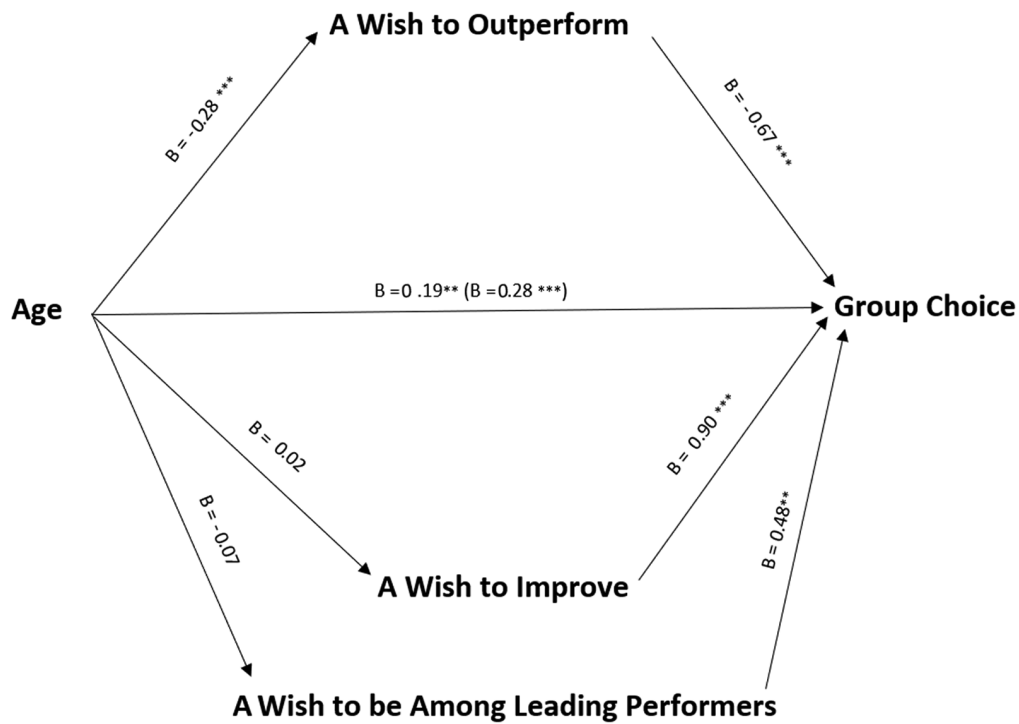 A Wish to Outperform
B = -0.28 ***
B = -0.67 ***
B =0 .19** (B =0.28 ***)
Age
Group Choice
B = 0.02
B = 0.90 ***
B = -0.07
B = 0.48**
A Wish to Improve
A Wish to be Among Leading Performers